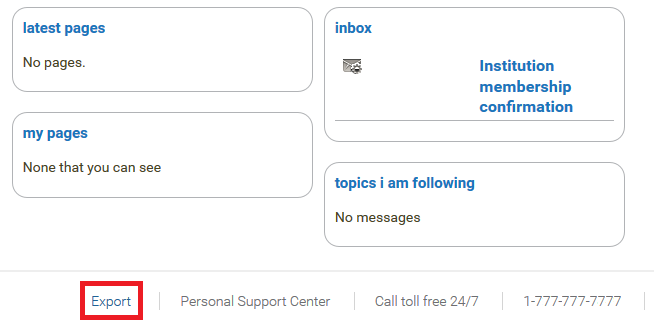 latest pages
No pages.
my pages
None that you can see
inbox
Institution
membership
confirmation
topics i am following
No messages
Export
Personal Support Center
Call toll free 24/7
1-777-777-7777